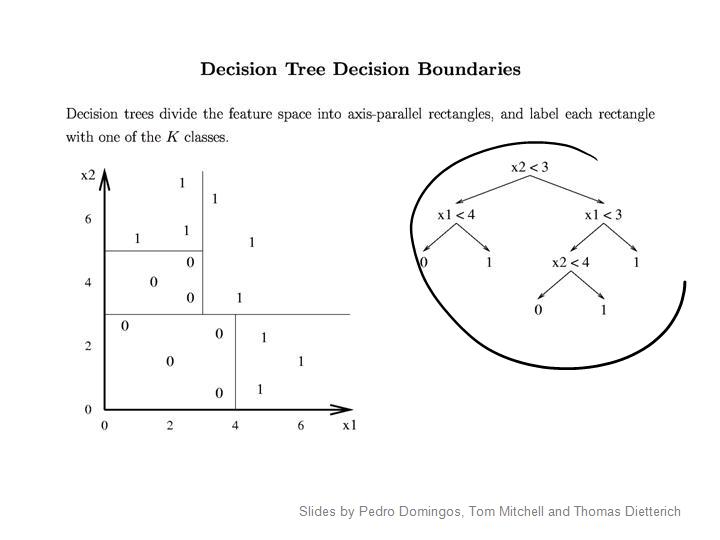 Decision Tree Decision Boundaries
Decision trees divide the feature space into axis-parallel rectangles, and label each rectangle
with one of the K classes.
x2
6
4
2
0
0 2 4 6 x1
1
1
1 1 1
0
0
0 1
0
0 1
0 1
0 1
x2 < 3
x1 < 4 x1 < 3
0 1 x2 < 4 1
0 1
Slides by Pedro Domingos, Tom Mitchell and Thomas Dietterich